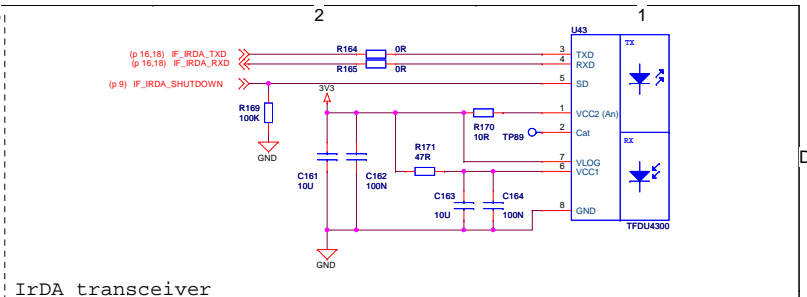 2
1
U43
(p 16,18) IF_IRDA_TXD
R164
0R
3
TXD
TX
(p 16,18) IF_IRDA_RXD
R165
0R
4
RXD
(p 9) IF_IRDA_SHUTDOWN
5
SD
3V3
R169
100K
GND
1
VCC2 (An)
R170
10R
TP89
2
Cat
RX
R171
47R
7
VLOG
6
VCC1
C161
10U
C162
100N
C163
10U
C164
100N
8
GND
TFDU4300
GND
D
IrDA transceiver